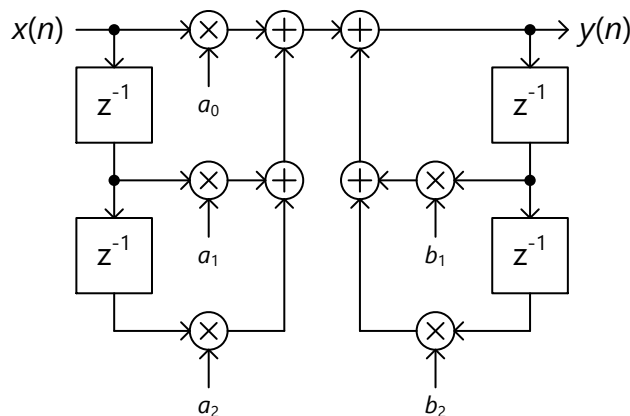 x(n) y(n)
z⁻¹ a₀ z⁻¹
z⁻¹ a₁ b₁ z⁻¹
a₂ b₂